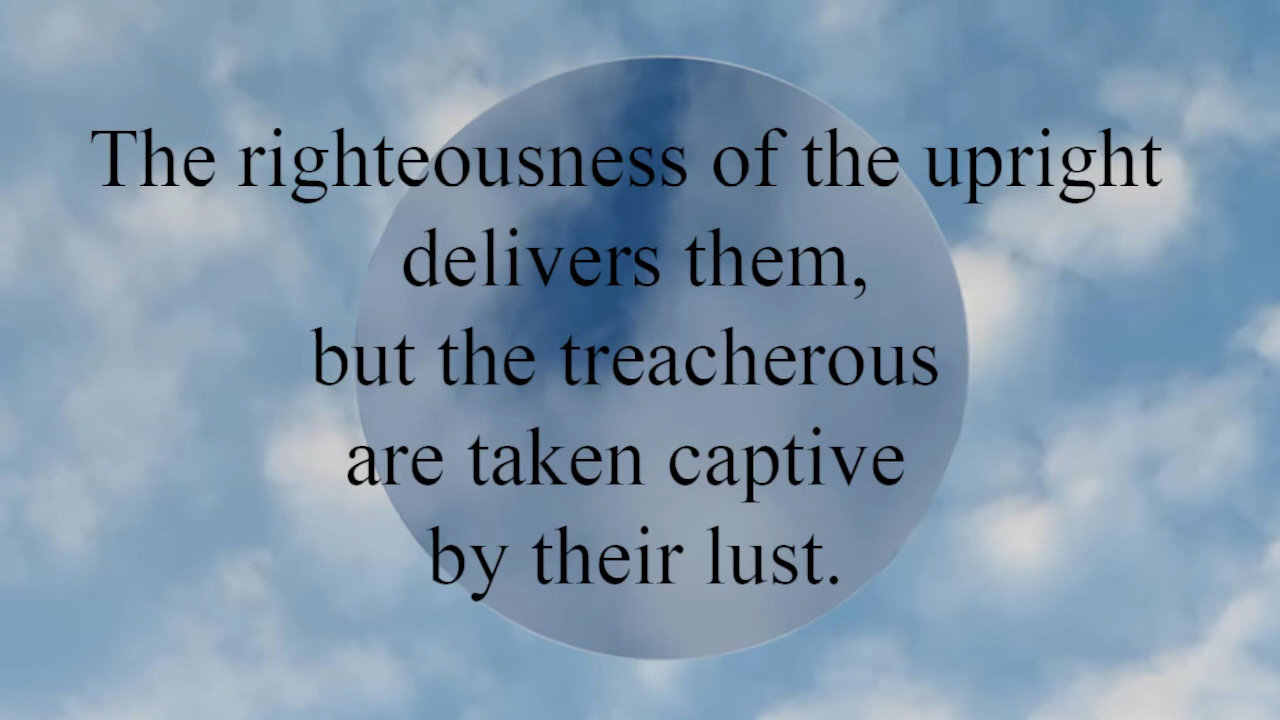 The righteousness of the upright
delivers them,
but the treacherous
are taken captive
by their lust.